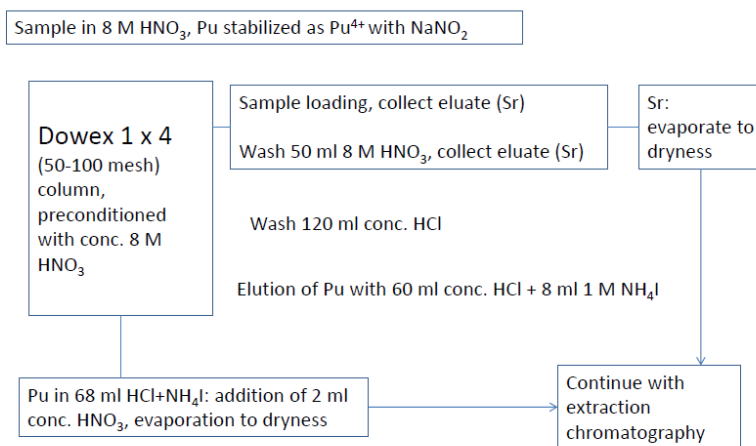 Sample in 8 M HNO₃, Pu stabilized as Pu⁴⁺ with NaNO₂
Dowex 1 x 4
(50-100 mesh)
column,
preconditioned
with conc. 8 M
HNO₃
Sample loading, collect eluate (Sr)
Wash 50 ml 8 M HNO₃, collect eluate (Sr)
Sr:
evaporate to
dryness
Wash 120 ml conc. HCl
Elution of Pu with 60 ml conc. HCl + 8 ml 1 M NH₄I
Pu in 68 ml HCl+NH₄I: addition of 2 ml
conc. HNO₃, evaporation to dryness
Continue with
extraction
chromatography